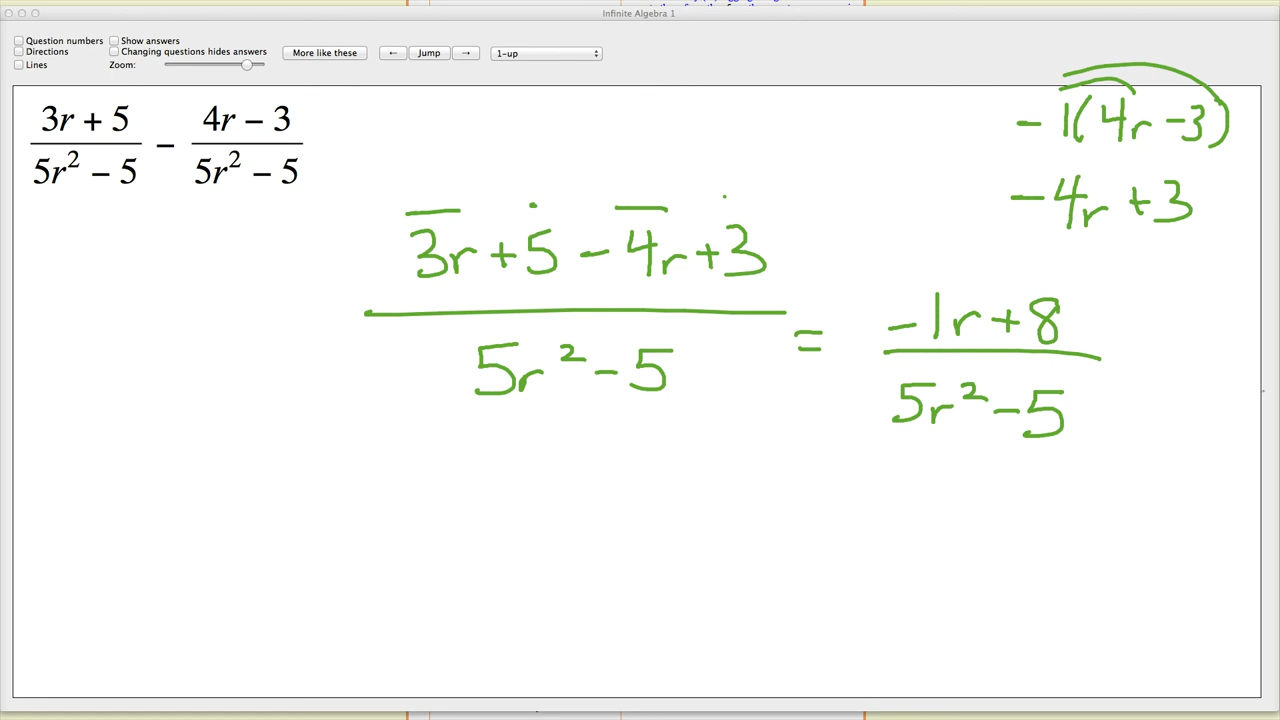 Infinite Algebra 1
Question numbers Show answers
Directions Changing questions hides answers
Lines Zoom:
More like these ← Jump → 1-up
(3r + 5)/(5r² − 5) − (4r − 3)/(5r² − 5)
− 1(4r − 3)
− 4r + 3
(3r + 5 − 4r + 3)/(5r² − 5) = (−1r + 8)/(5r² − 5)